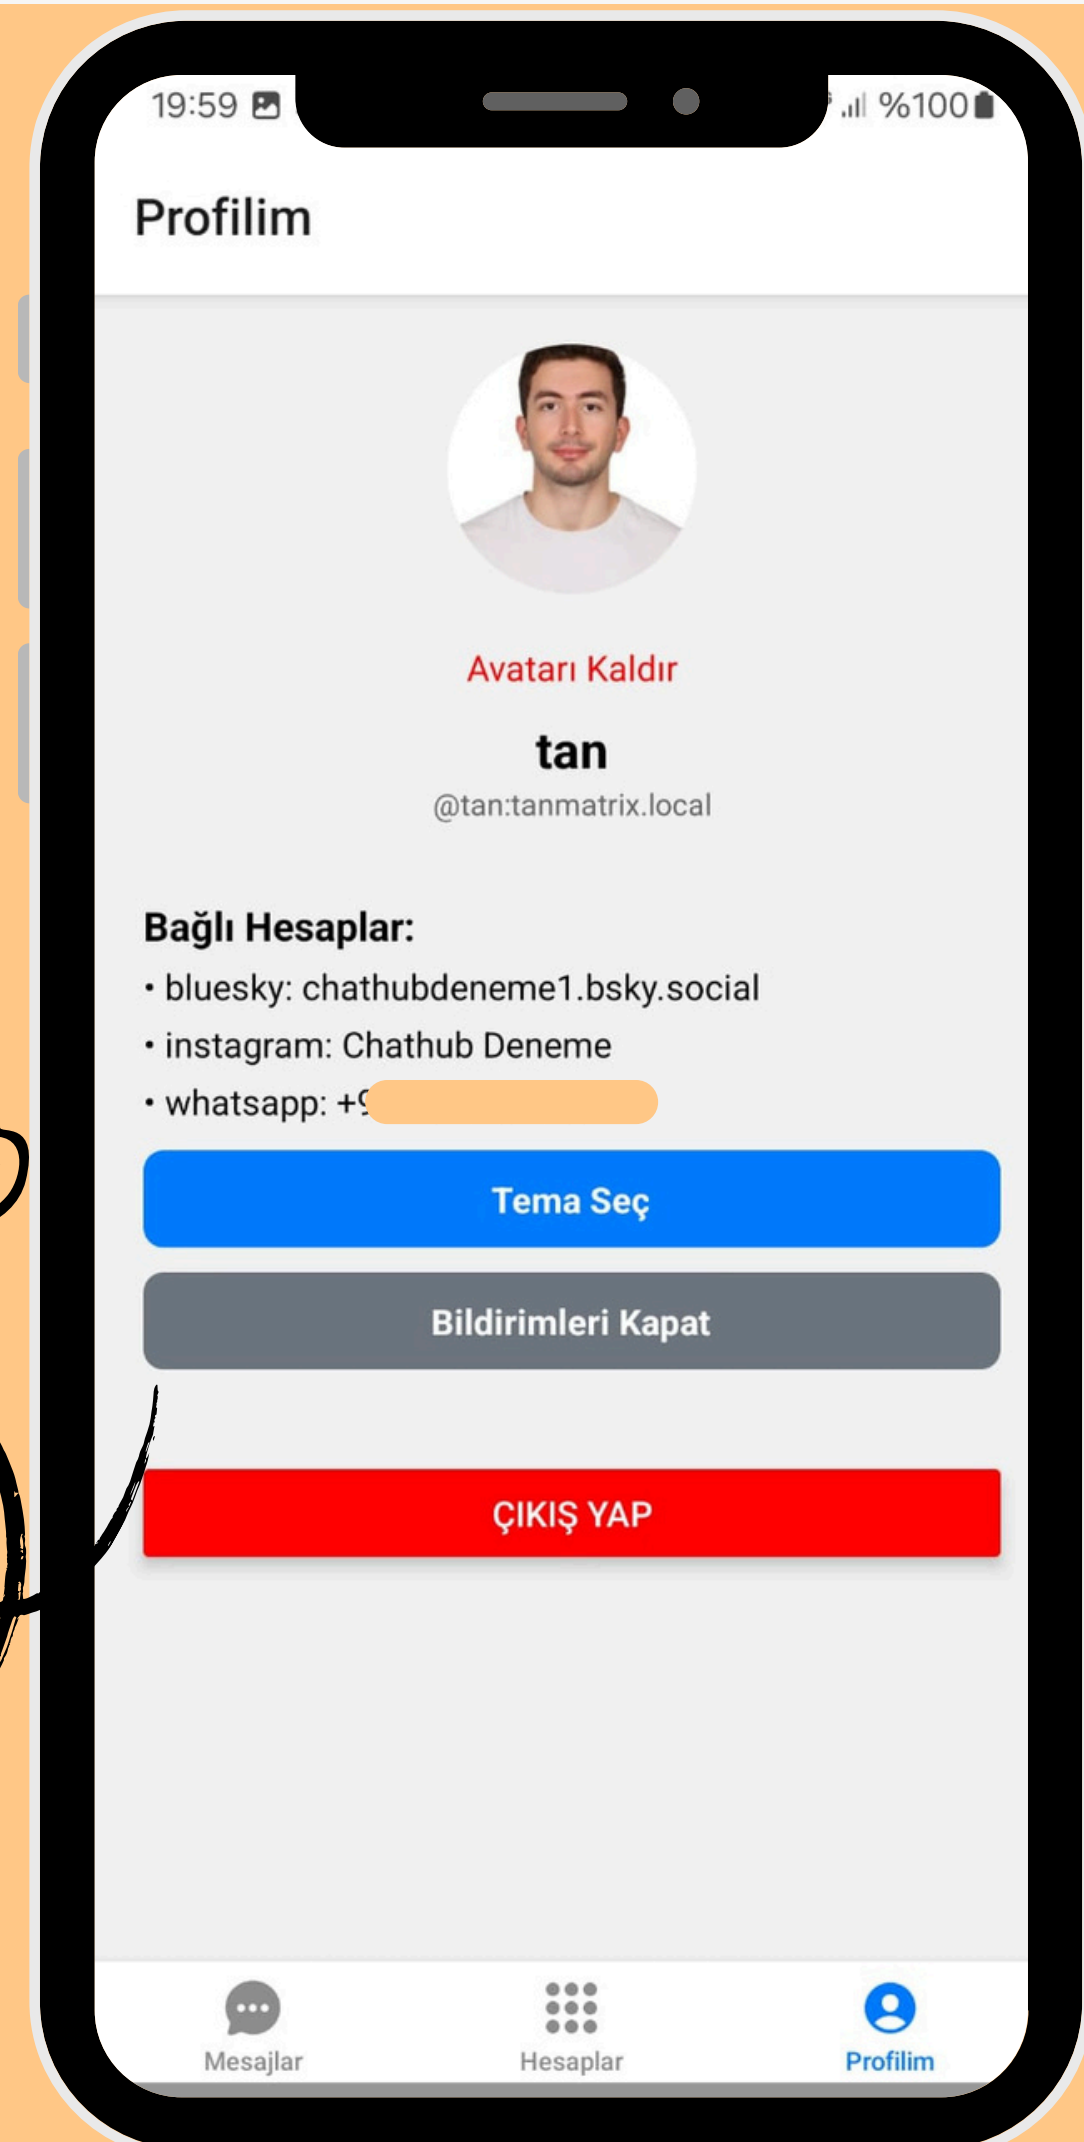 19:59 %100
Profilim
Avatarı Kaldır
tan
@tan:tanmatrix.local
Bağlı Hesaplar:
• bluesky: chathubdeneme1.bsky.social
• instagram: Chathub Deneme
• whatsapp: +9
Tema Seç
Bildirimleri Kapat
ÇIKIŞ YAP
Mesajlar Hesaplar Profilim